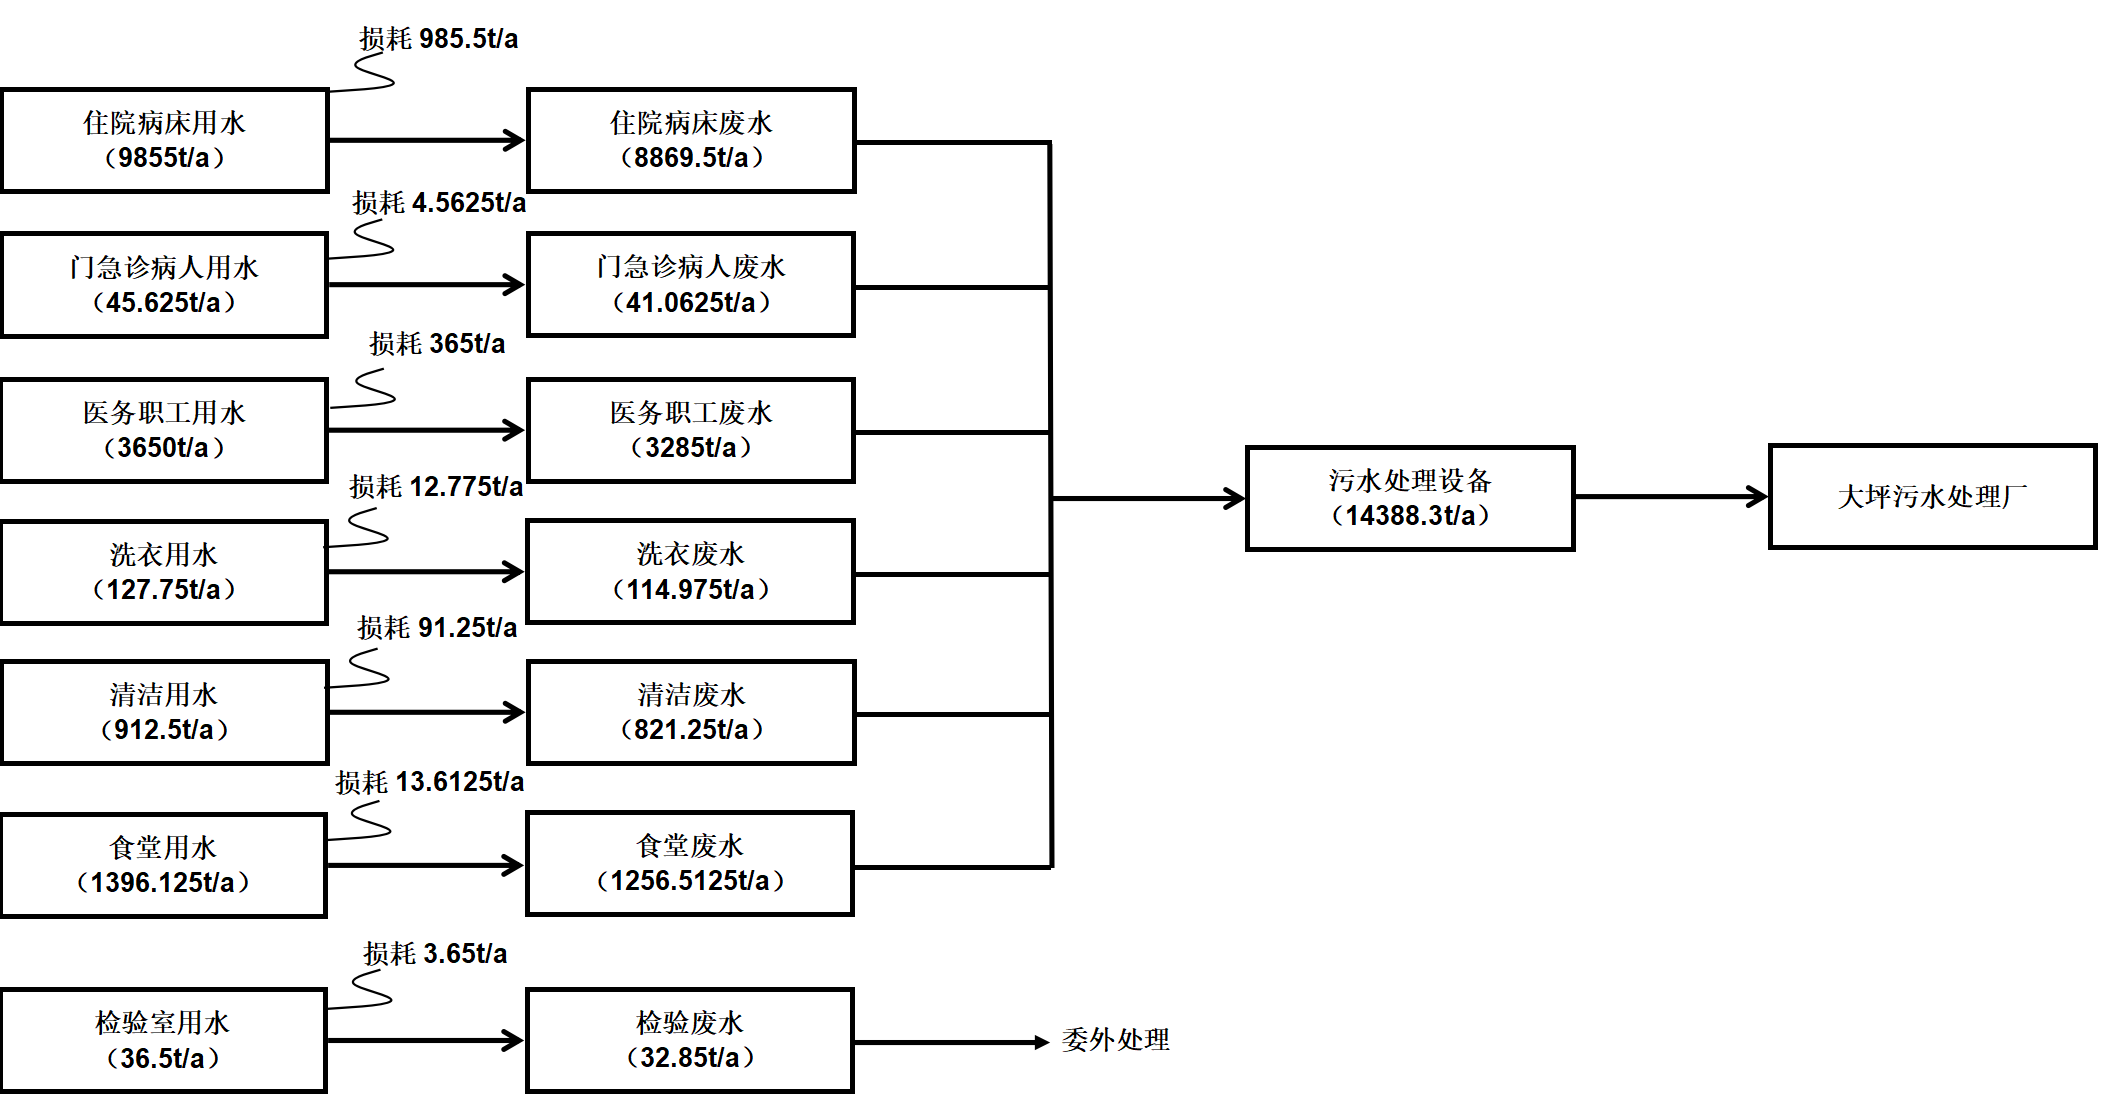 损耗 985.5t/a
住院病床用水
（9855t/a）
住院病床废水
（8869.5t/a）
损耗 4.5625t/a
门急诊病人用水
（45.625t/a）
门急诊病人废水
（41.0625t/a）
损耗 365t/a
医务职工用水
（3650t/a）
医务职工废水
（3285t/a）
损耗 12.775t/a
洗衣用水
（127.75t/a）
洗衣废水
（114.975t/a）
损耗 91.25t/a
清洁用水
（912.5t/a）
清洁废水
（821.25t/a）
损耗 13.6125t/a
食堂用水
（1396.125t/a）
食堂废水
（1256.5125t/a）
污水处理设备
（14388.3t/a）
大坪污水处理厂
损耗 3.65t/a
检验室用水
（36.5t/a）
检验废水
（32.85t/a）
委外处理